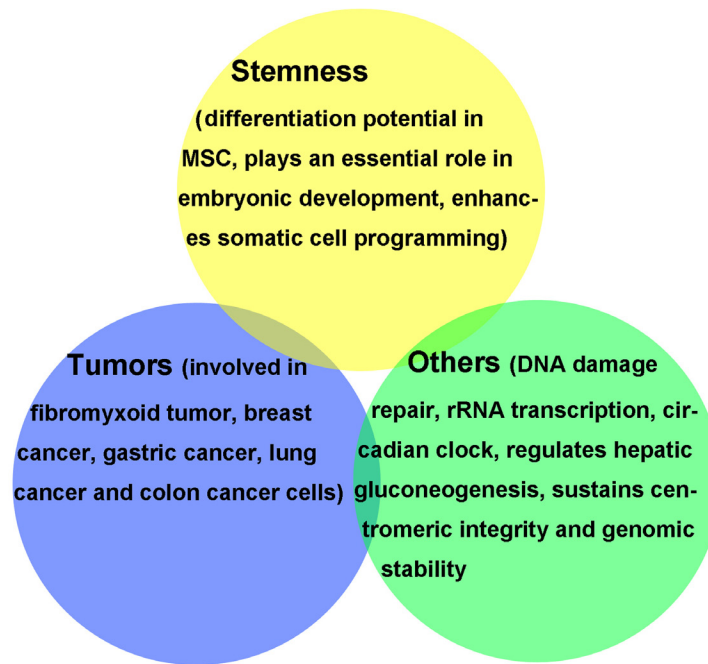 Stemness
(differentiation potential in
MSC, plays an essential role in
embryonic development, enhanc-
es somatic cell programming)
Tumors (involved in
fibromyxoid tumor, breast
cancer, gastric cancer, lung
cancer and colon cancer cells)
Others (DNA damage
repair, rRNA transcription, cir-
cadian clock, regulates hepatic
gluconeogenesis, sustains cen-
tromeric integrity and genomic
stability